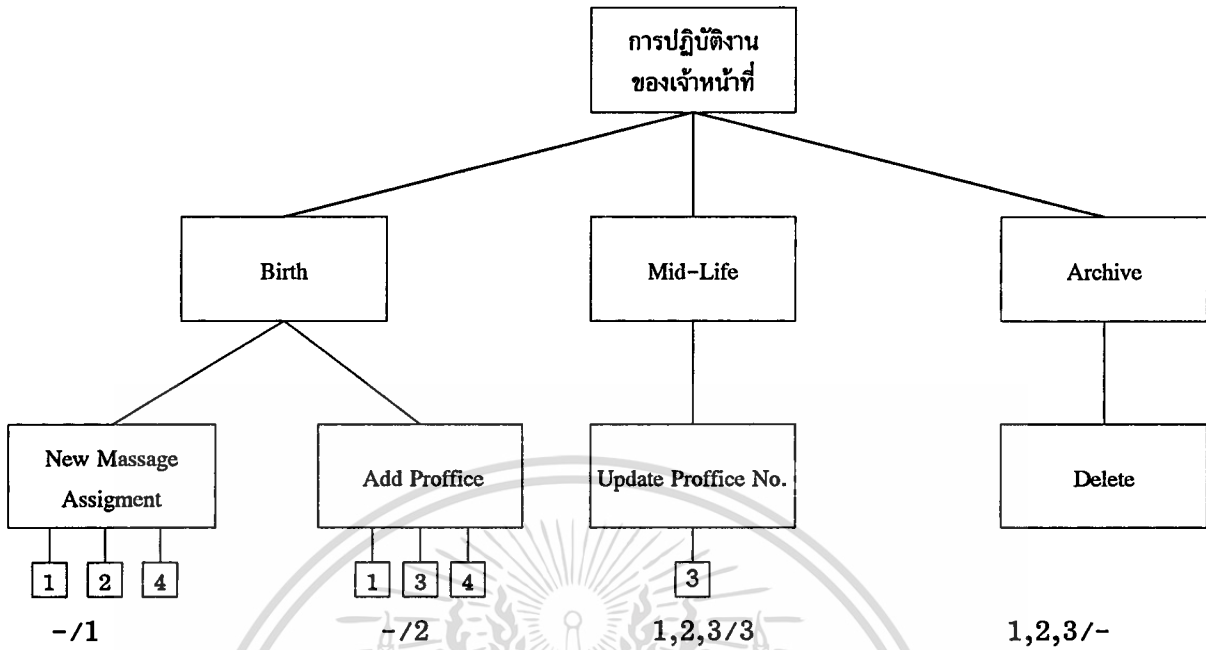 การปฏิบัติงาน
ของเจ้าหน้าที่
Birth
Mid-Life
Archive
New Massage
Assigment
Add Proffice
Update Proffice No.
Delete
1 2 4
1 3 4
3
-/1
-/2
1,2,3/3
1,2,3/-